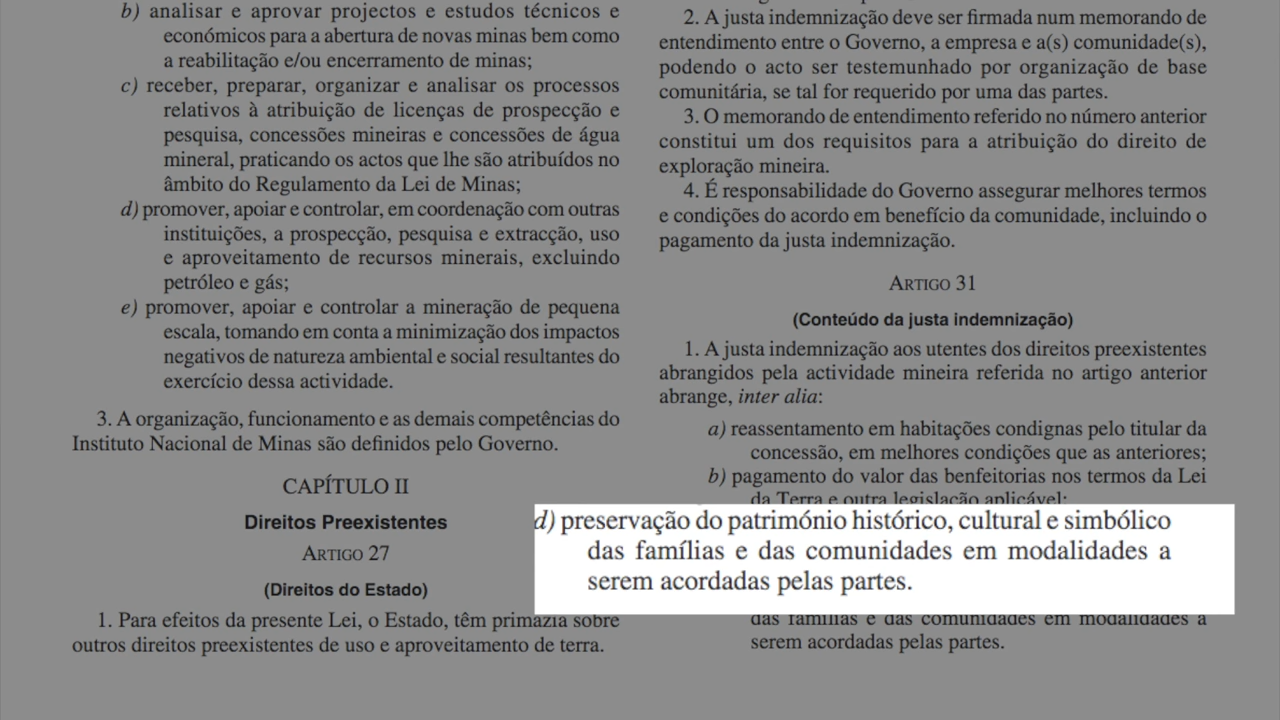 b) analisar e aprovar projectos e estudos técnicos e
económicos para a abertura de novas minas bem como
a reabilitação e/ou encerramento de minas;
c) receber, preparar, organizar e analisar os processos
relativos à atribuição de licenças de prospecção e
pesquisa, concessões mineiras e concessões de água
mineral, praticando os actos que lhe são atribuídos no
âmbito do Regulamento da Lei de Minas;
d) promover, apoiar e controlar, em coordenação com outras
instituições, a prospecção, pesquisa e extracção, uso
e aproveitamento de recursos minerais, excluindo
petróleo e gás;
e) promover, apoiar e controlar a mineração de pequena
escala, tomando em conta a minimização dos impactos
negativos de natureza ambiental e social resultantes do
exercício dessa actividade.
3. A organização, funcionamento e as demais competências do
Instituto Nacional de Minas são definidos pelo Governo.
CAPÍTULO II
Direitos Preexistentes
ARTIGO 27
(Direitos do Estado)
1. Para efeitos da presente Lei, o Estado, têm primazia sobre
outros direitos preexistentes de uso e aproveitamento de terra.
2. A justa indemnização deve ser firmada num memorando de
entendimento entre o Governo, a empresa e a(s) comunidade(s),
podendo o acto ser testemunhado por organização de base
comunitária, se tal for requerido por uma das partes.
3. O memorando de entendimento referido no número anterior
constitui um dos requisitos para a atribuição do direito de
exploração mineira.
4. É responsabilidade do Governo assegurar melhores termos
e condições do acordo em benefício da comunidade, incluindo o
pagamento da justa indemnização.
ARTIGO 31
(Conteúdo da justa indemnização)
1. A justa indemnização aos utentes dos direitos preexistentes
abrangidos pela actividade mineira referida no artigo anterior
abrange, inter alia:
a) reassentamento em habitações condignas pelo titular da
concessão, em melhores condições que as anteriores;
b) pagamento do valor das benfeitorias nos termos da Lei
da Terra e outra legislação aplicável;
d) preservação do património histórico, cultural e simbólico
das famílias e das comunidades em modalidades a
serem acordadas pelas partes.
das famílias e das comunidades em modalidades a
serem acordadas pelas partes.